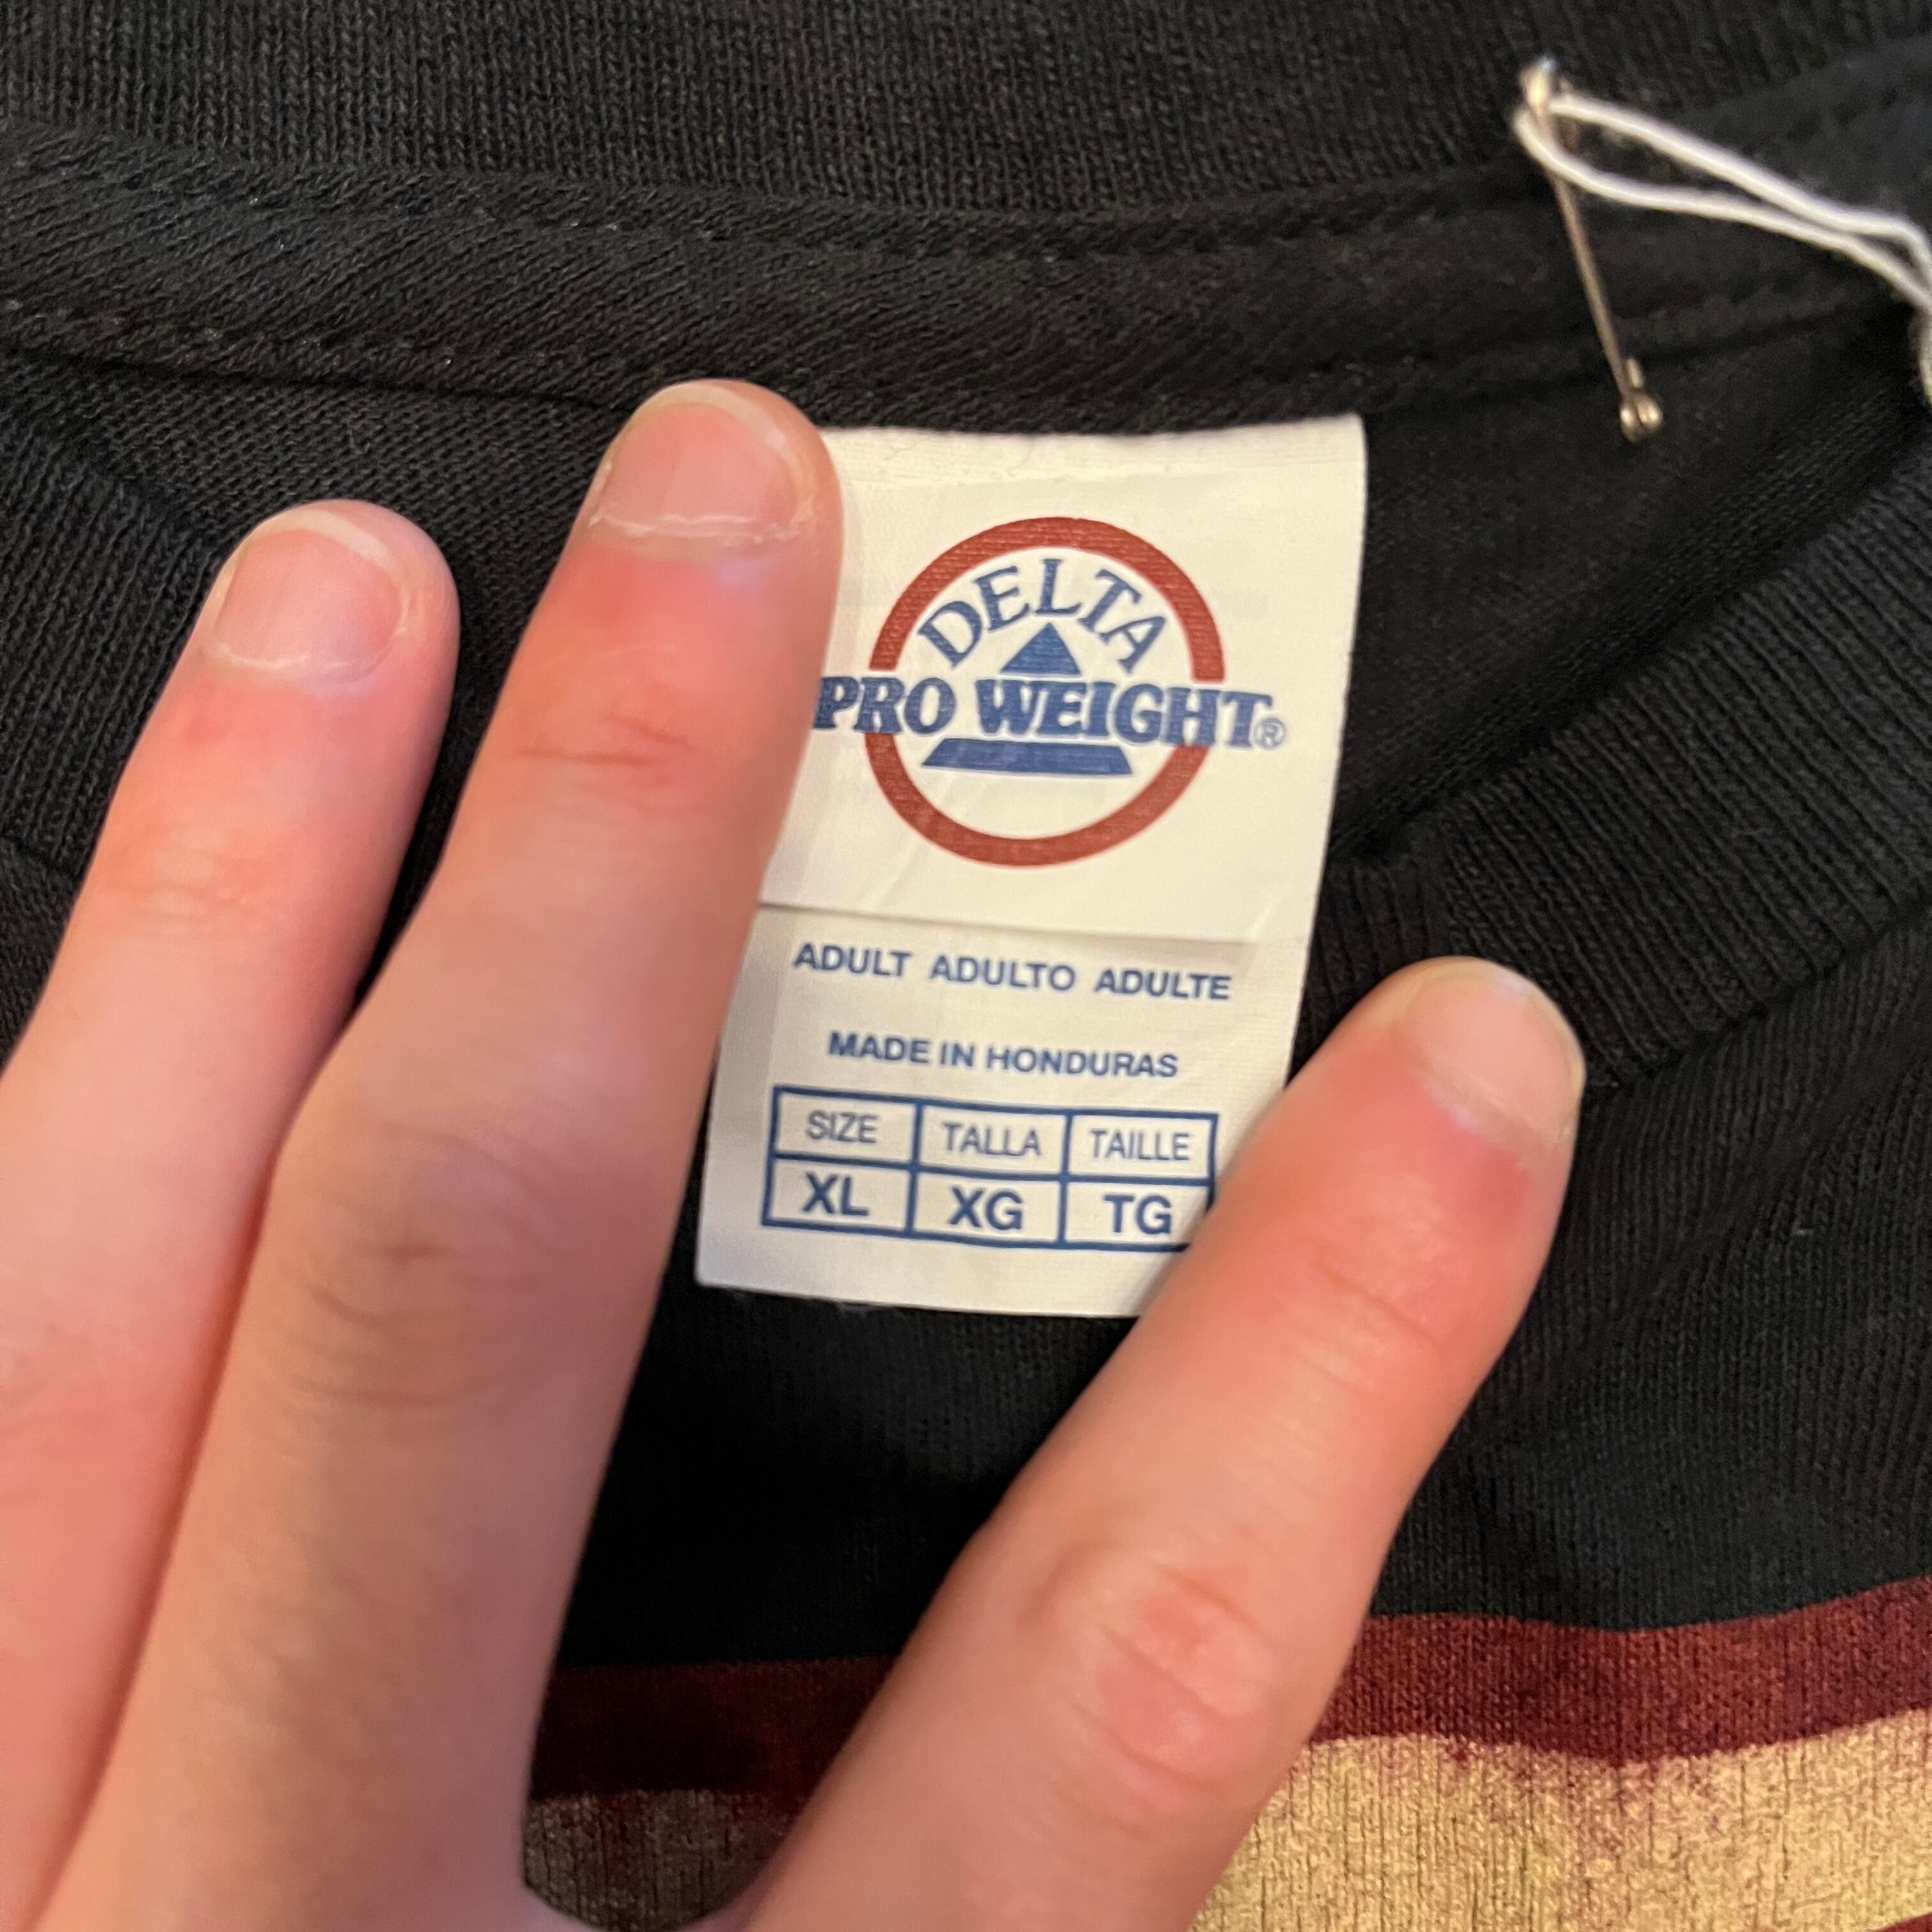 DELTA
PRO WEIGHT®
ADULT ADULTO ADULTE
MADE IN HONDURAS
SIZE TALLA TAILLE
XL XG TG